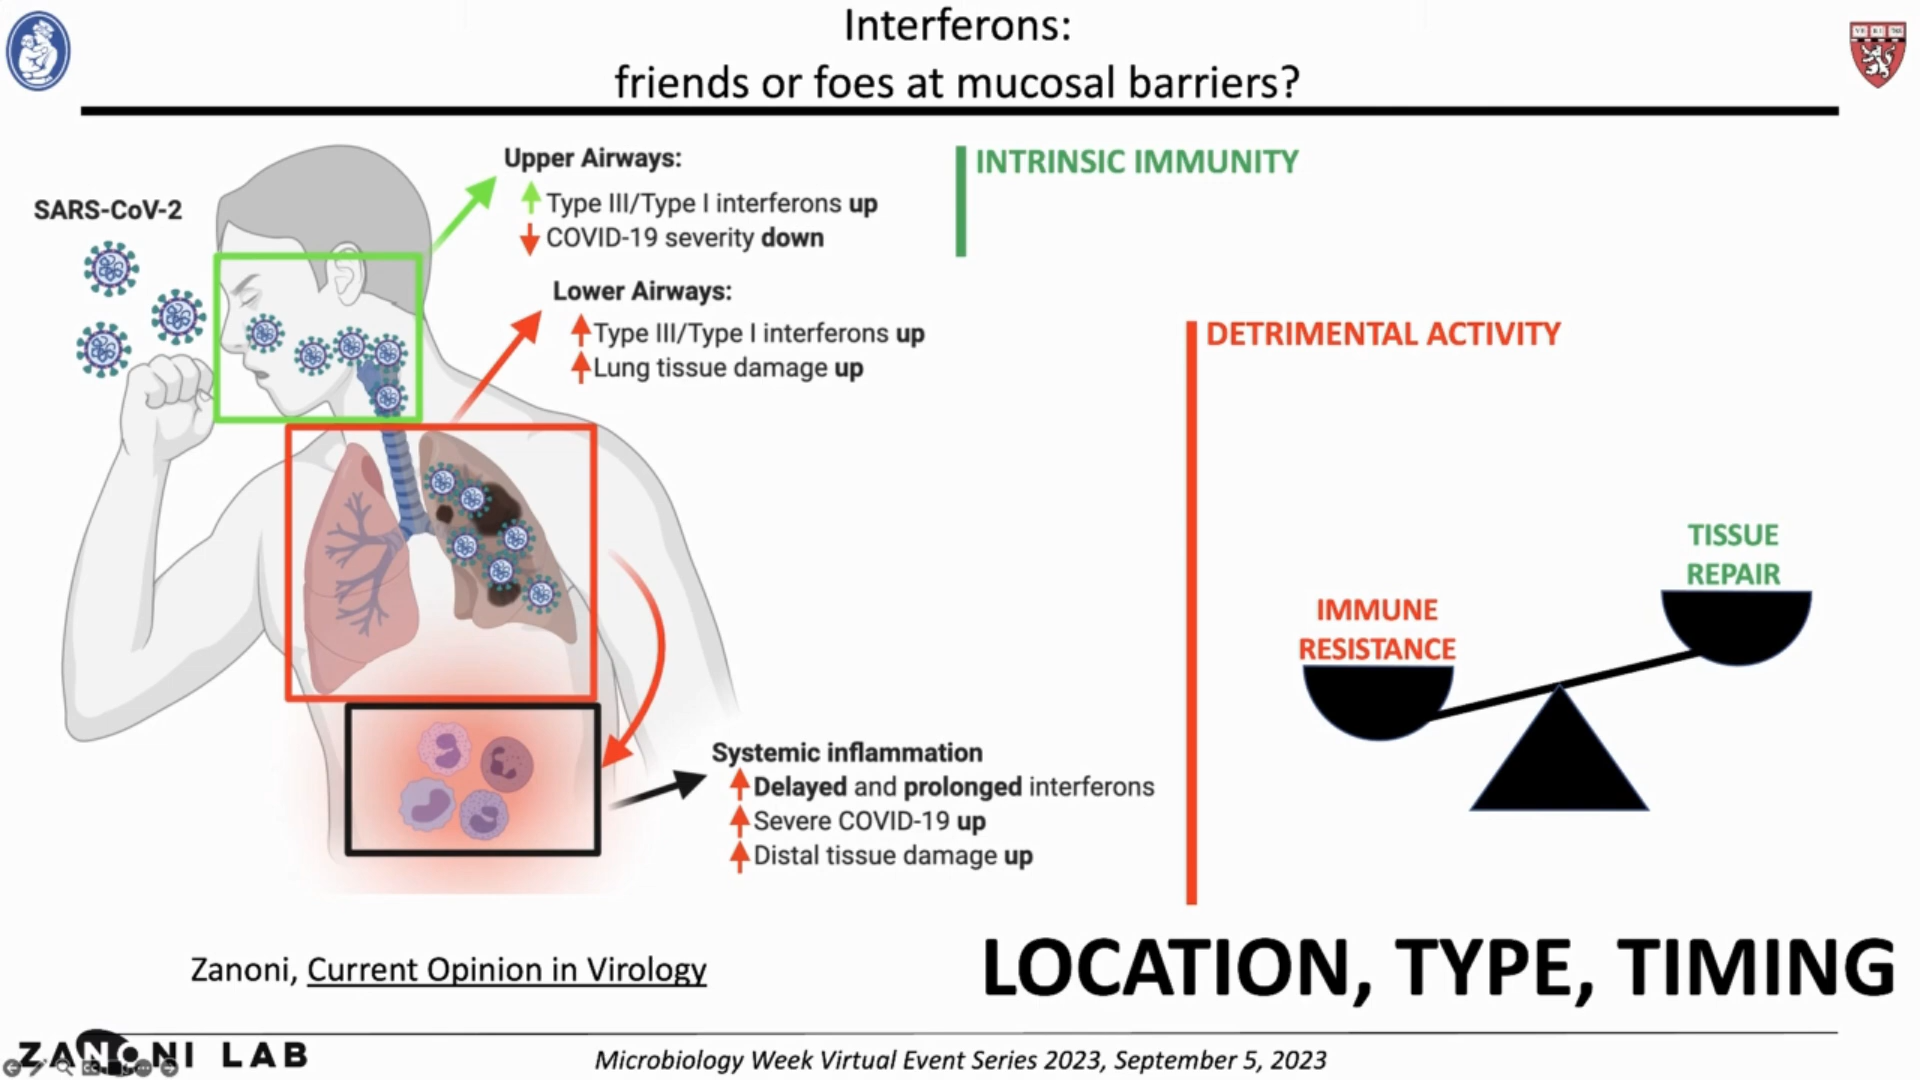 Interferons:
friends or foes at mucosal barriers?
SARS-CoV-2
Upper Airways:
Type III/Type I interferons up
COVID-19 severity down
Lower Airways:
Type III/Type I interferons up
Lung tissue damage up
Systemic inflammation
Delayed and prolonged interferons
Severe COVID-19 up
Distal tissue damage up
INTRINSIC IMMUNITY
DETRIMENTAL ACTIVITY
IMMUNE
RESISTANCE
TISSUE
REPAIR
Zanoni, Current Opinion in Virology
LOCATION, TYPE, TIMING
ZANONI LAB
Microbiology Week Virtual Event Series 2023, September 5, 2023